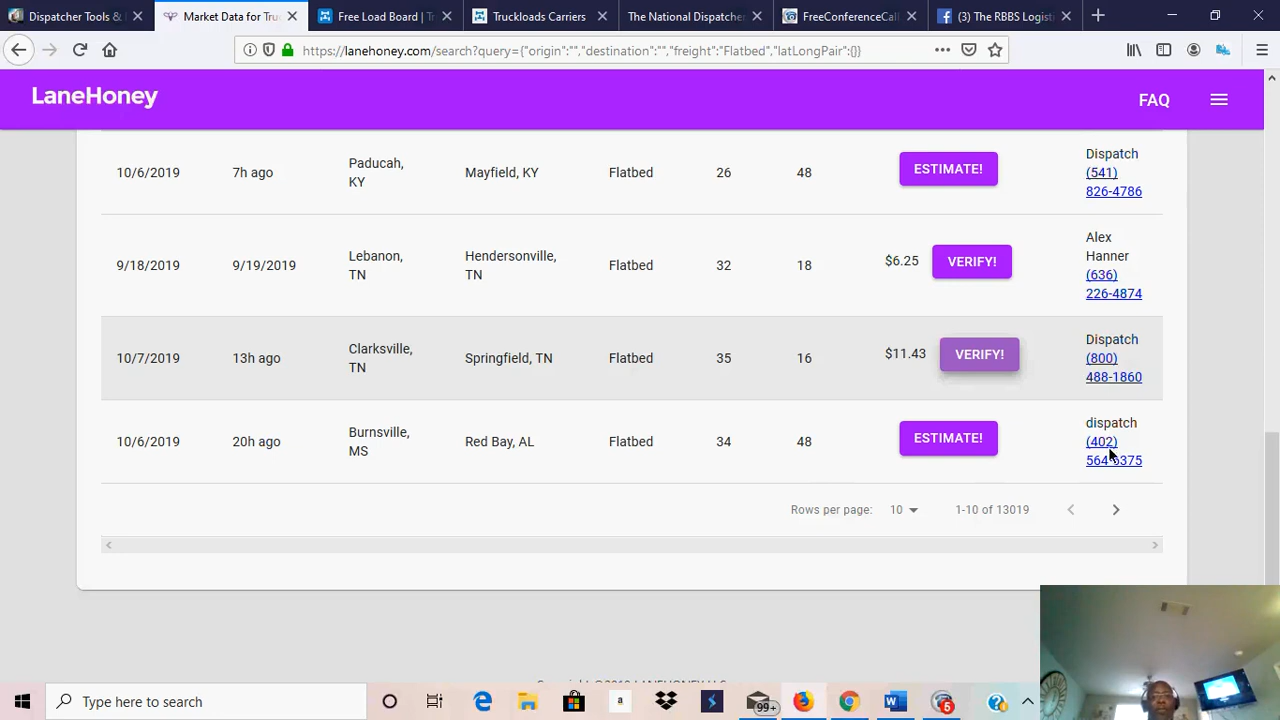 Dispatcher Tools &
Market Data for Tru
Free Load Board | T
Truckloads Carriers
The National Dispatche
FreeConferenceCall
(3) The RBBS Logist
https://lanehoney.com/search?query={"origin":"","destination":"","freight":"Flatbed","latLongPair":{}}
LaneHoney
FAQ
10/6/2019 7h ago Paducah, KY Mayfield, KY Flatbed 26 48 ESTIMATE! Dispatch (541) 826-4786
9/18/2019 9/19/2019 Lebanon, TN Hendersonville, TN Flatbed 32 18 $6.25 VERIFY! Alex Hanner (636) 226-4874
10/7/2019 13h ago Clarksville, TN Springfield, TN Flatbed 35 16 $11.43 VERIFY! Dispatch (800) 488-1860
10/6/2019 20h ago Burnsville, MS Red Bay, AL Flatbed 34 48 ESTIMATE! dispatch (402)
Rows per page: 10 1-10 of 13019
Type here to search
a
99+
5